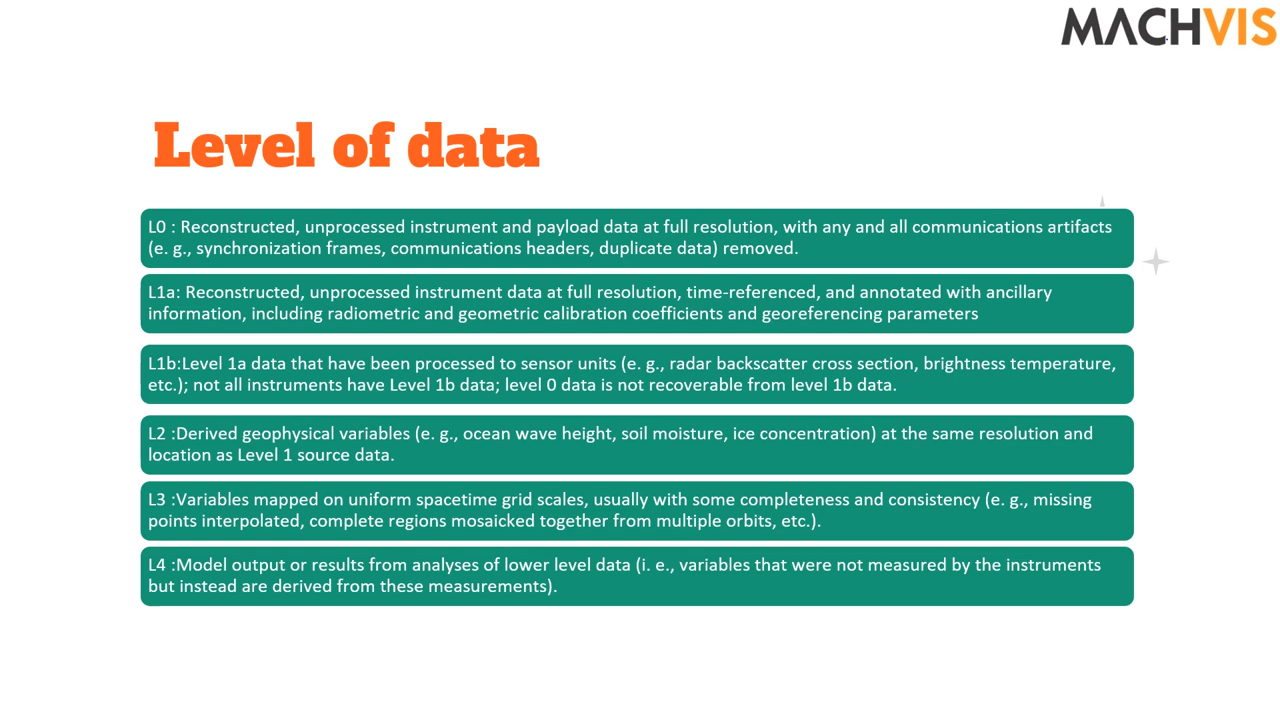 MACHVIS
Level of data
L0 : Reconstructed, unprocessed instrument and payload data at full resolution, with any and all communications artifacts
(e. g., synchronization frames, communications headers, duplicate data) removed.
L1a: Reconstructed, unprocessed instrument data at full resolution, time-referenced, and annotated with ancillary
information, including radiometric and geometric calibration coefficients and georeferencing parameters
L1b:Level 1a data that have been processed to sensor units (e. g., radar backscatter cross section, brightness temperature,
etc.); not all instruments have Level 1b data; level 0 data is not recoverable from level 1b data.
L2 :Derived geophysical variables (e. g., ocean wave height, soil moisture, ice concentration) at the same resolution and
location as Level 1 source data.
L3 :Variables mapped on uniform spacetime grid scales, usually with some completeness and consistency (e. g., missing
points interpolated, complete regions mosaicked together from multiple orbits, etc.).
L4 :Model output or results from analyses of lower level data (i. e., variables that were not measured by the instruments
but instead are derived from these measurements).